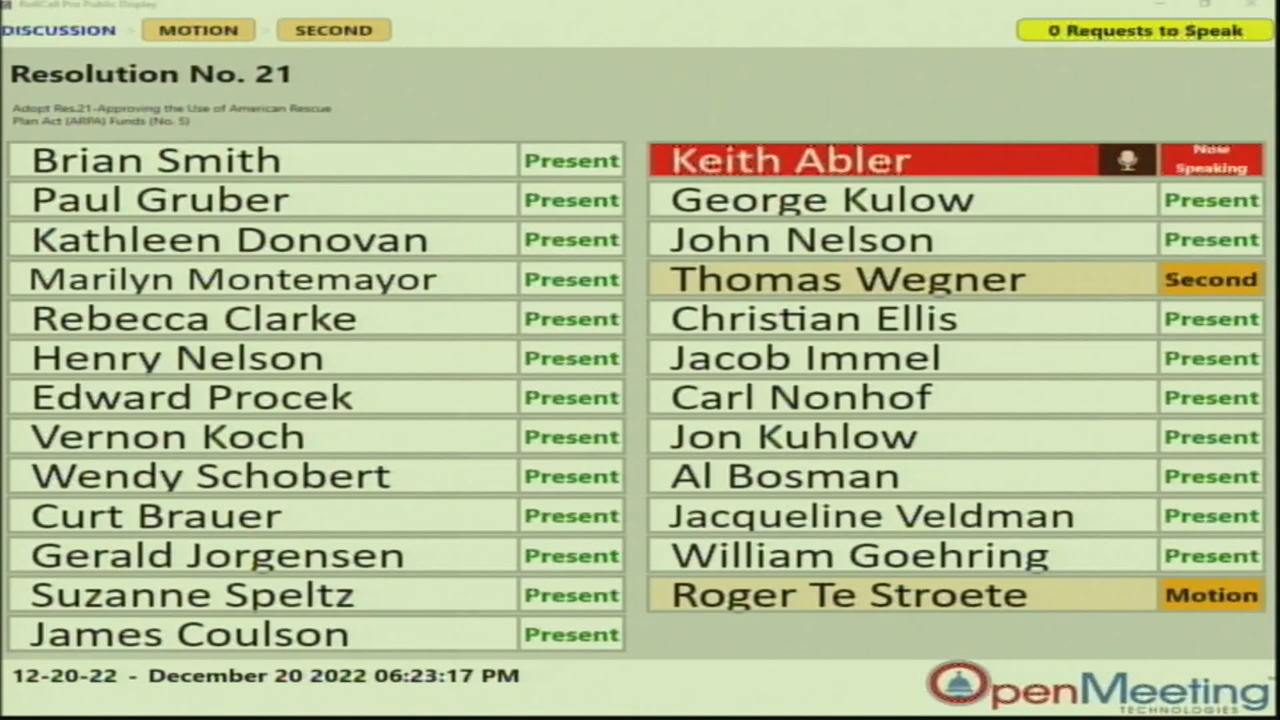 RollCall Pro Public Display
DISCUSSION MOTION SECOND
0 Requests to Speak
Resolution No. 21
Adopt Res.21-Approving the Use of American Rescue
Plan Act (ARPA) Funds (No. 5)
Brian Smith Present
Paul Gruber Present
Kathleen Donovan Present
Marilyn Montemayor Present
Rebecca Clarke Present
Henry Nelson Present
Edward Procek Present
Vernon Koch Present
Wendy Schobert Present
Curt Brauer Present
Gerald Jorgensen Present
Suzanne Speltz Present
James Coulson Present
Keith Abler Now
Speaking
George Kulow Present
John Nelson Present
Thomas Wegner Second
Christian Ellis Present
Jacob Immel Present
Carl Nonhof Present
Jon Kuhlow Present
Al Bosman Present
Jacqueline Veldman Present
William Goehring Present
Roger Te Stroete Motion
12-20-22 - December 20 2022 06:23:17 PM
OpenMeeting
TECHNOLOGIES